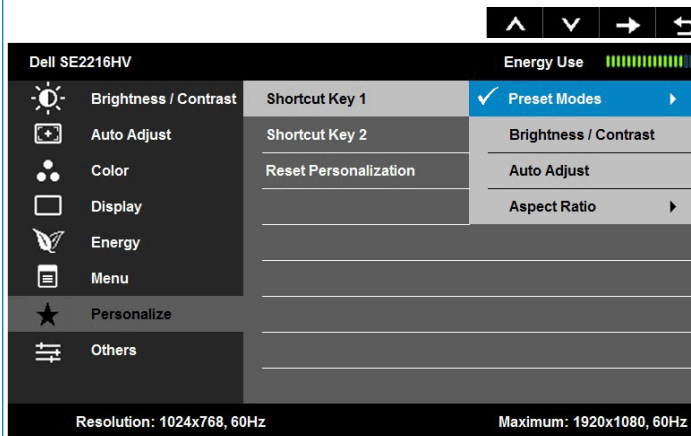 Dell SE2216HV Energy Use
Brightness / Contrast Shortcut Key 1 Preset Modes
Auto Adjust Shortcut Key 2 Brightness / Contrast
Color Reset Personalization Auto Adjust
Display Aspect Ratio
Energy
Menu
Personalize
Others
Resolution: 1024x768, 60Hz Maximum: 1920x1080, 60Hz